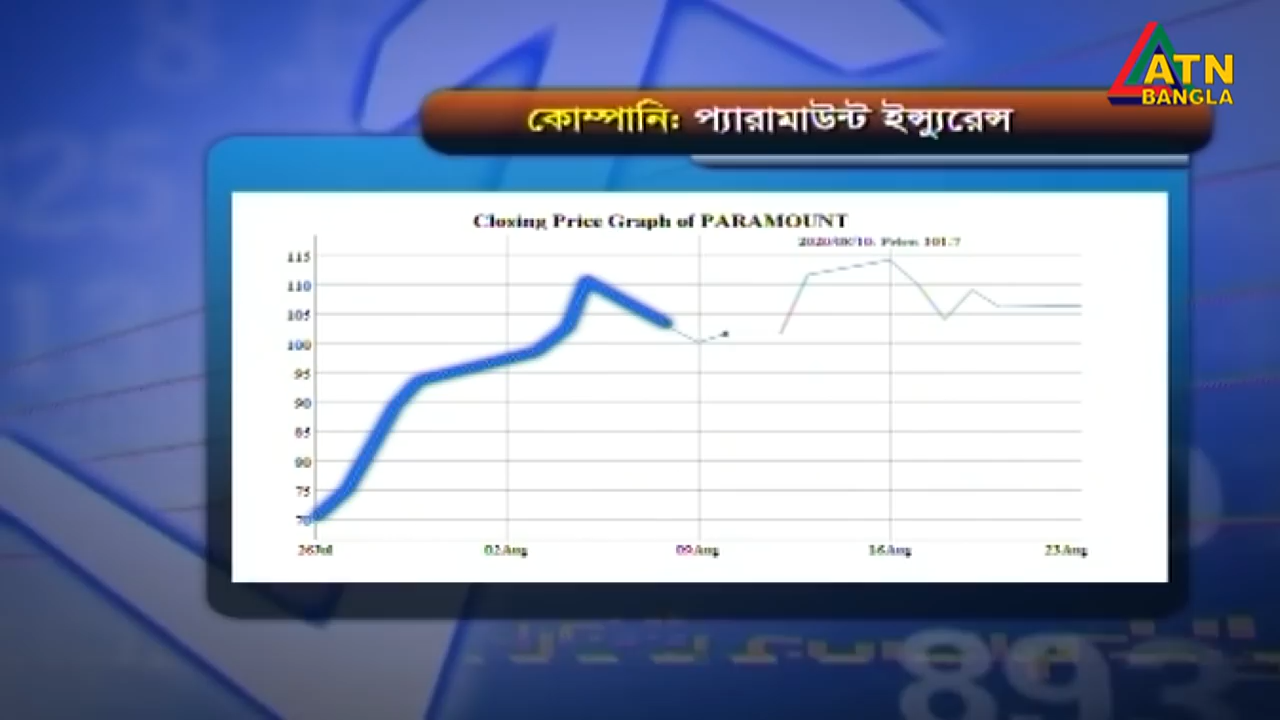 ATN
BANGLA
কোম্পানি: প্যারামাউন্ট ইন্স্যুরেন্স
Closing Price Graph of PARAMOUNT
2020/08/10. Price: 101.7
115
110
105
100
95
90
85
80
75
70
26Jul 02Aug 09Aug 16Aug 23Aug
893